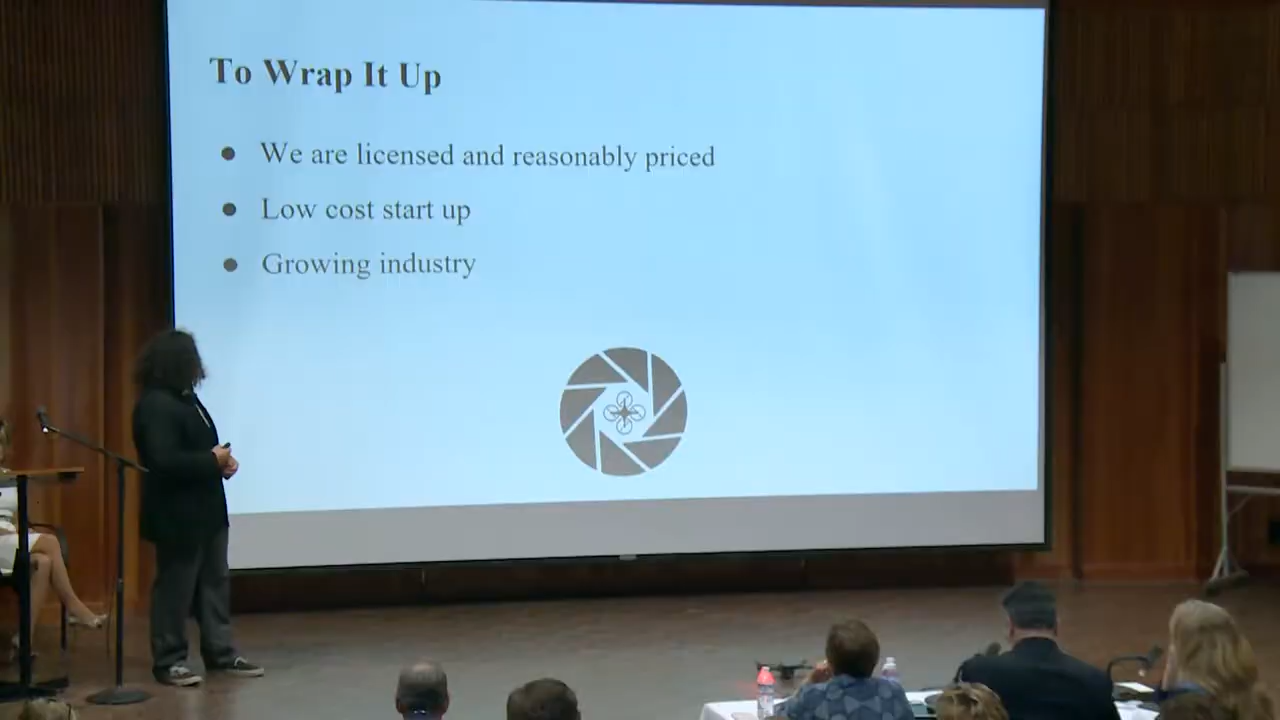 To Wrap It Up
● We are licensed and reasonably priced
● Low cost start up
● Growing industry